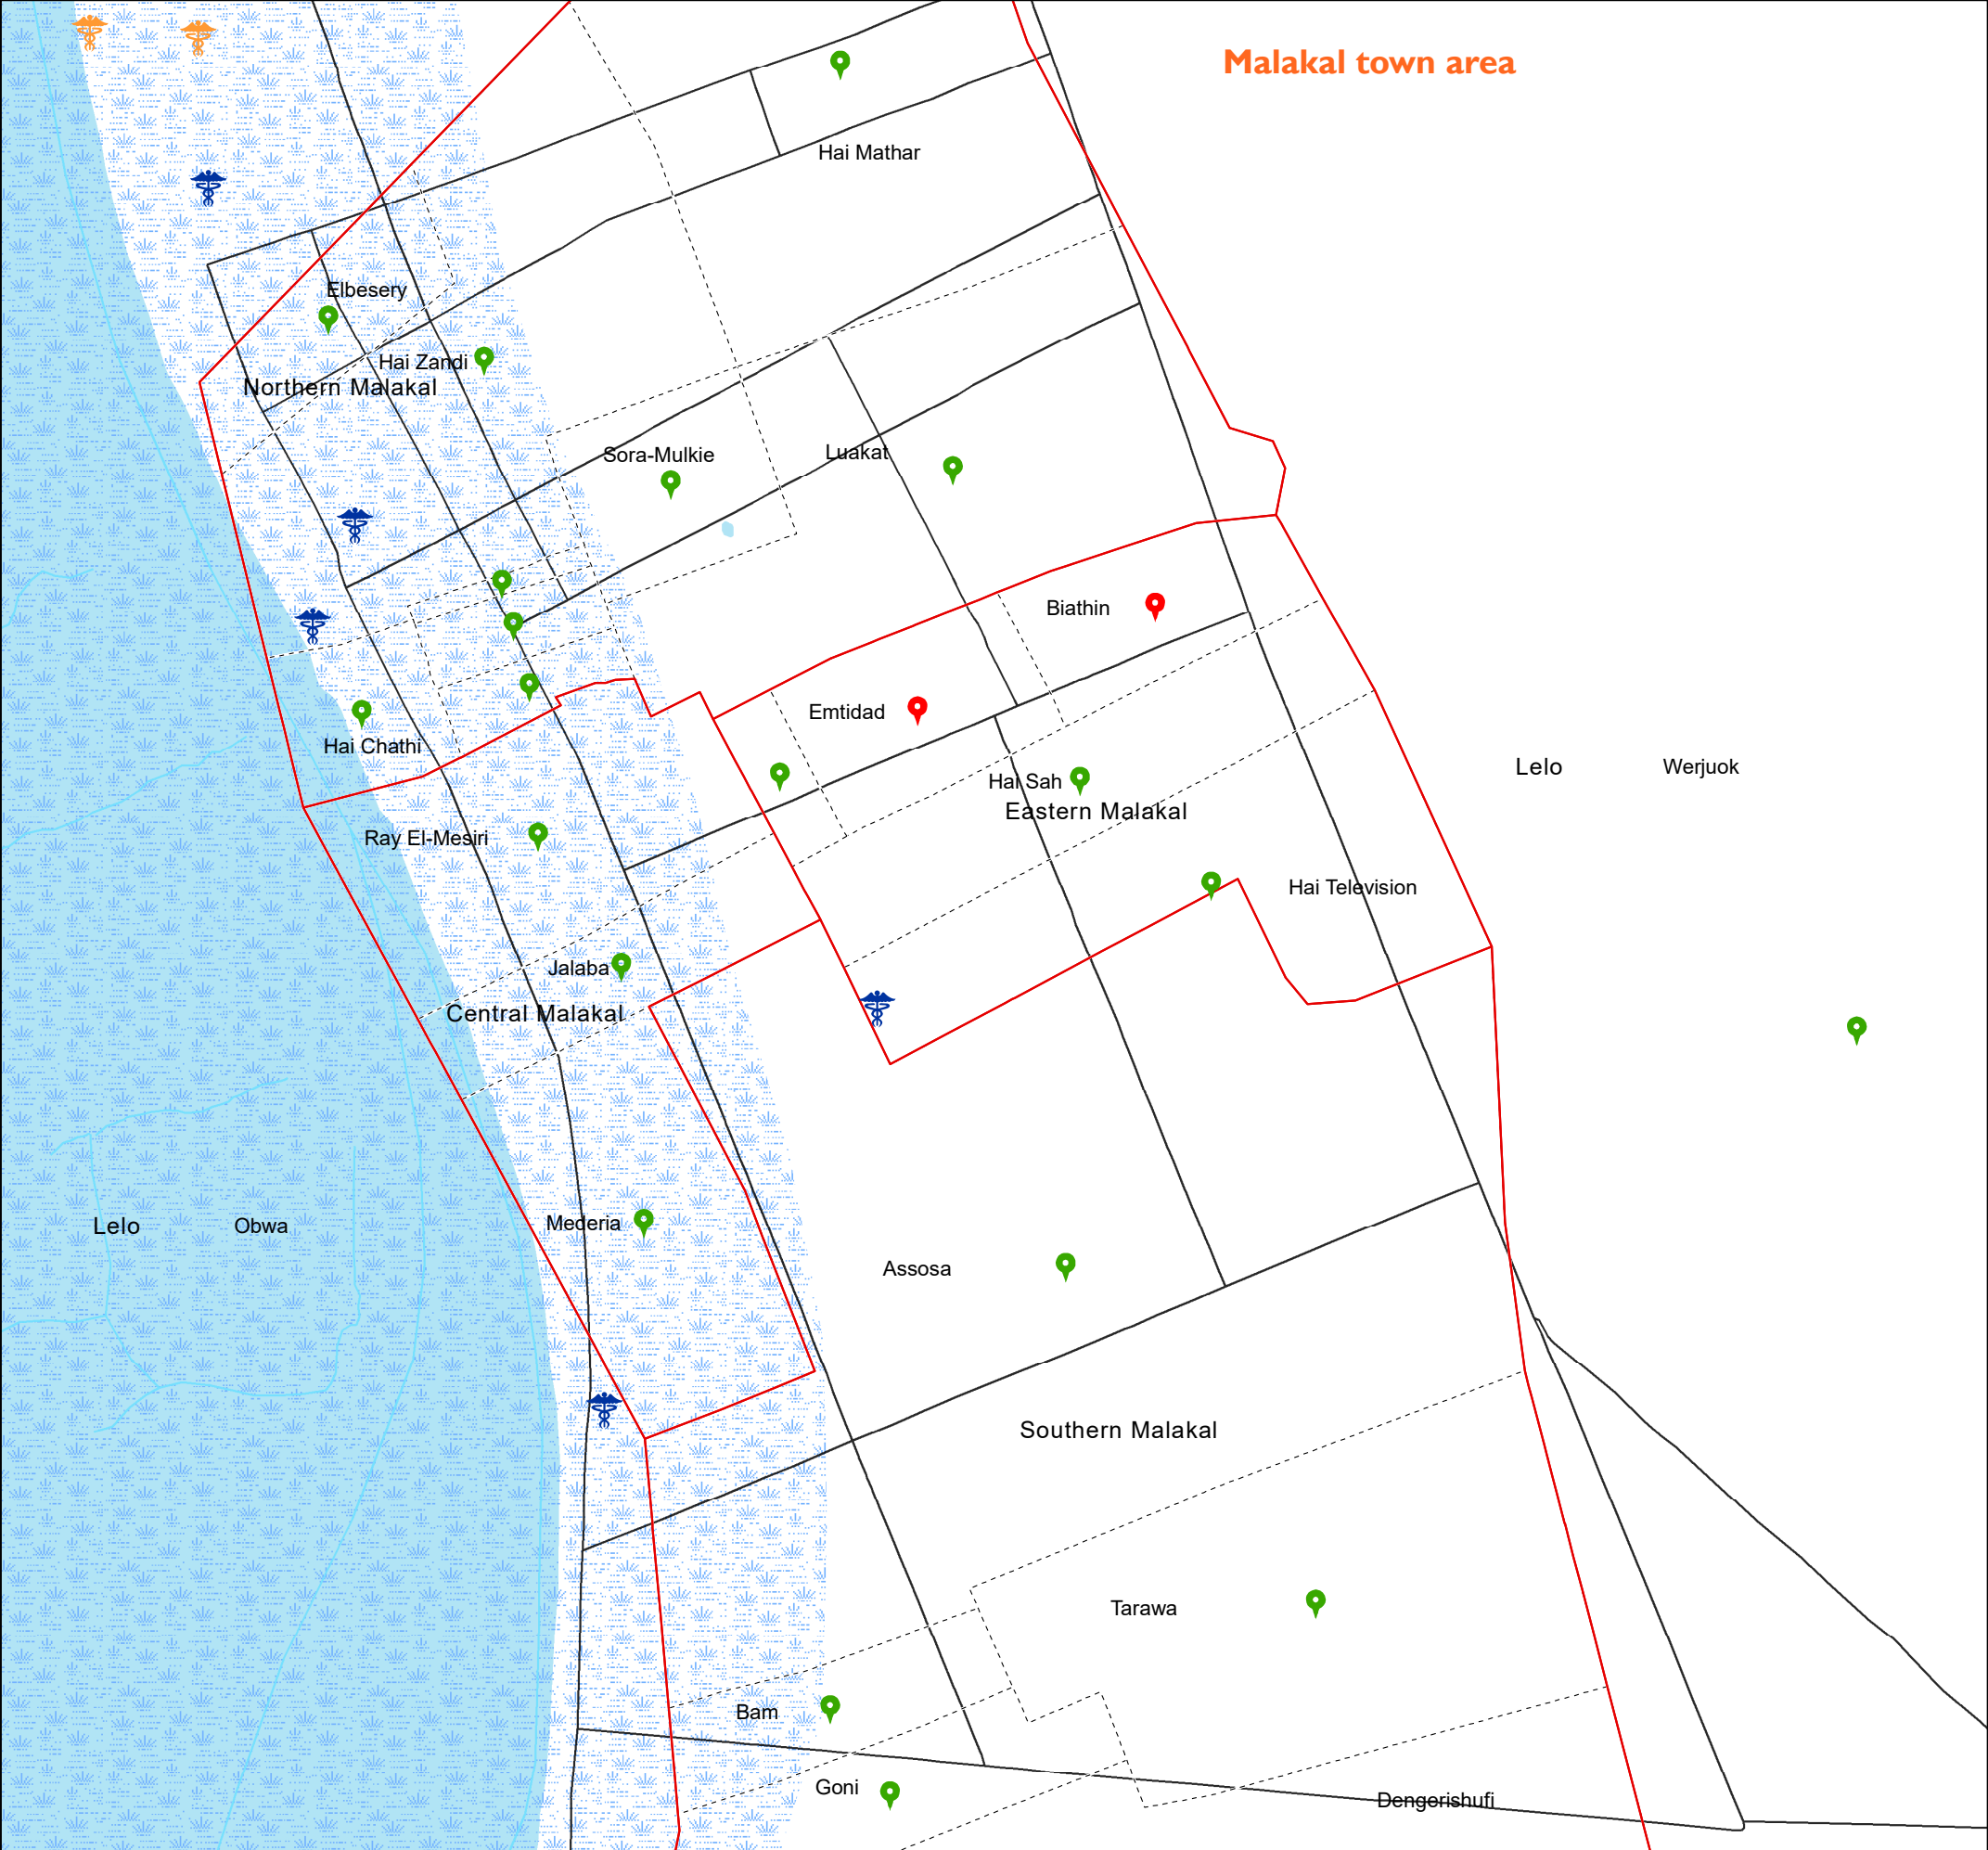 Malakal town area
Hai Mathar
Elbesery
Hai Zandi
Northern Malakal
Sora-Mulkie
Luakat
Biathin
Emtidad
Hai Chathi
Lelo
Werjuok
Hai Sah
Eastern Malakal
Ray El-Mesiri
Hai Television
Jalaba
Central Malakal
Mederia
Lelo
Obwa
Assosa
Southern Malakal
Tarawa
Bam
Goni
Dengerishufi